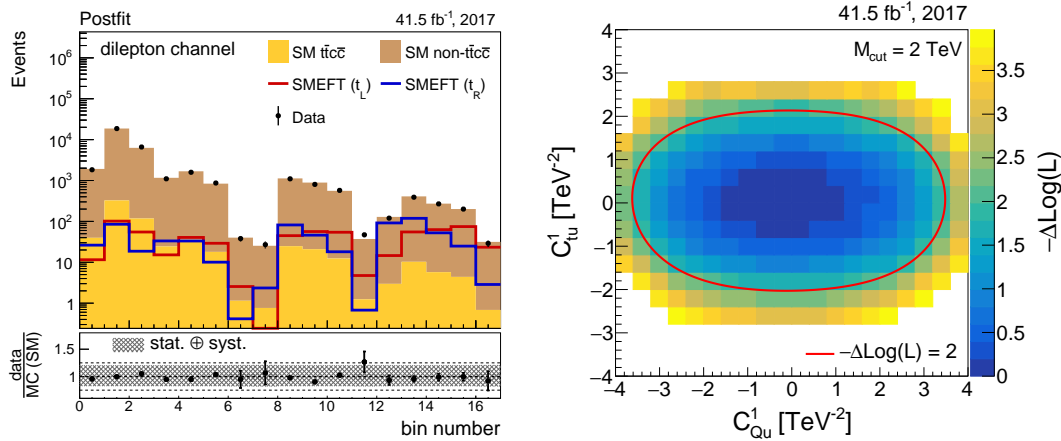 Postfit 41.5 fb⁻¹, 2017
Events
dilepton channel
SM tt̄cc̄ SM non-tt̄cc̄
SMEFT (t_L) SMEFT (t_R)
Data
10⁶
10⁵
10⁴
10³
10²
10
1
data
MC (SM)
stat. ⊕ syst.
1.5
1
0 2 4 6 8 10 12 14 16
bin number
41.5 fb⁻¹, 2017
M_cut = 2 TeV
C¹_tu [TeV⁻²]
4
3
2
1
0
−1
−2
−3
−4
−ΔLog(L) = 2
−4 −3 −2 −1 0 1 2 3 4
C¹_Qu [TeV⁻²]
3.5
3
2.5
2
1.5
1
0.5
0
−ΔLog(L)